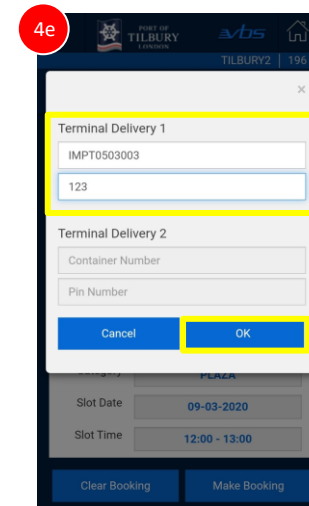 4e
PORT OF
TILBURY
LONDON
avbs
TILBURY2 | 196
×
Terminal Delivery 1
IMPT0503003
123
Terminal Delivery 2
Container Number
Pin Number
Cancel OK
PLAZA
Slot Date 09-03-2020
Slot Time 12:00 - 13:00
Clear Booking Make Booking